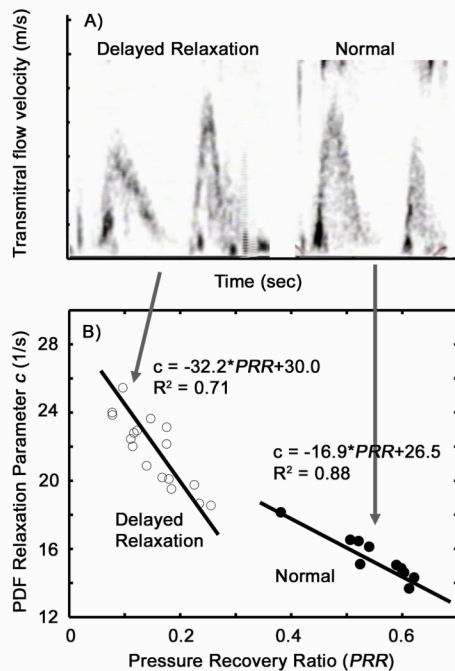 A)
Delayed Relaxation
Normal
Transmitral flow velocity (m/s)
Time (sec)
B)
28
24
20
16
12
PDF Relaxation Parameter c (1/s)
c = -32.2*PRR+30.0
R² = 0.71
c = -16.9*PRR+26.5
R² = 0.88
Delayed
Relaxation
Normal
0
0.2
0.4
0.6
Pressure Recovery Ratio (PRR)